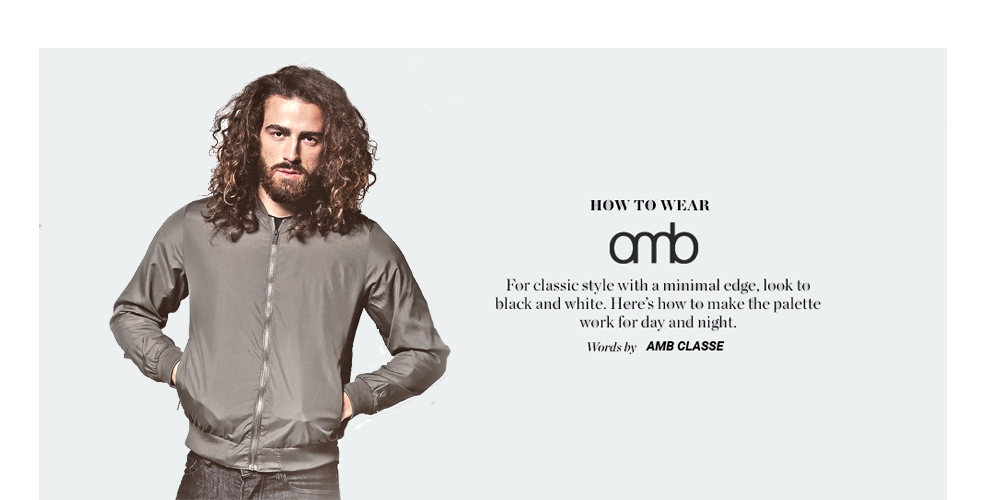 HOW TO WEAR
amb
For classic style with a minimal edge, look to
black and white. Here's how to make the palette
work for day and night.
Words by AMB CLASSE